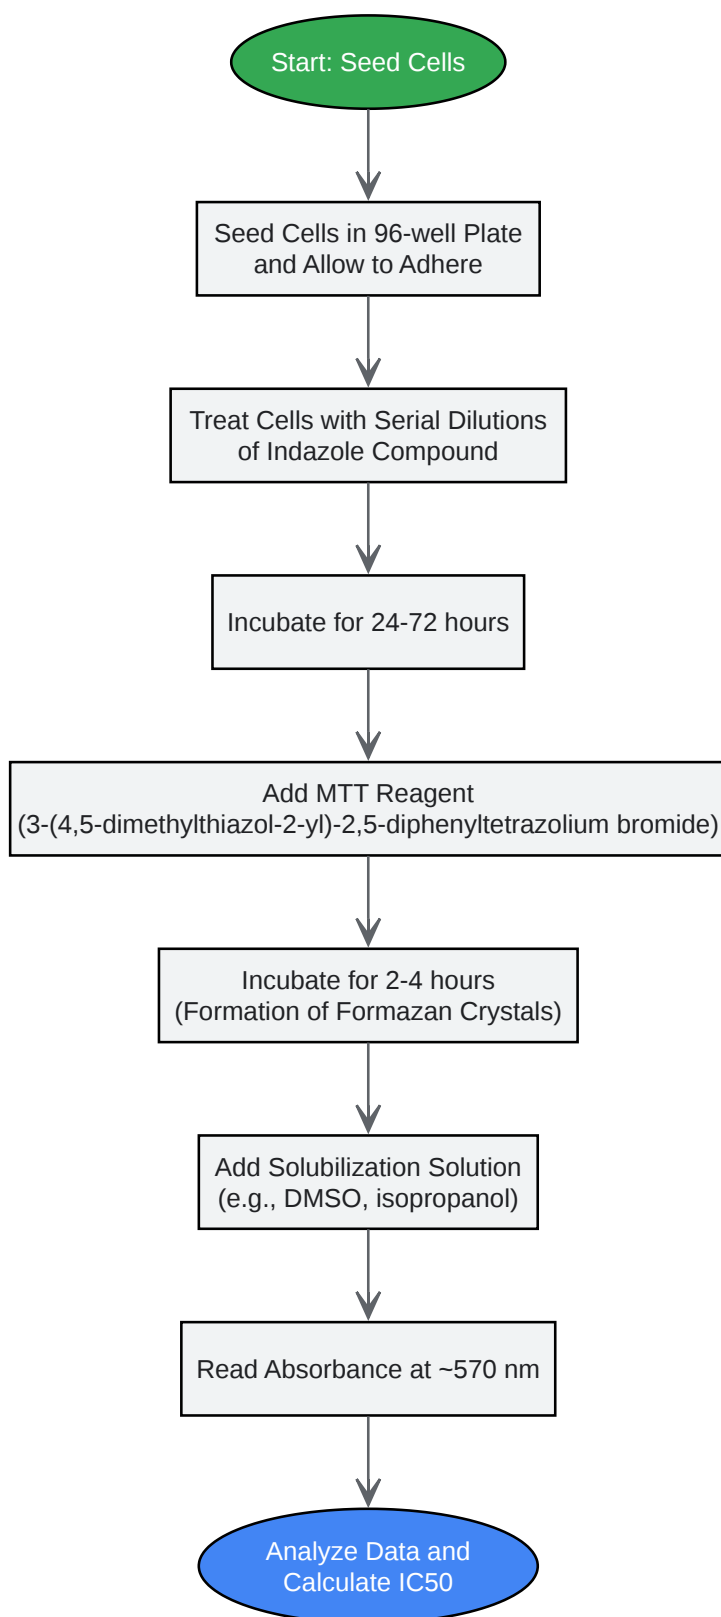 Start: Seed Cells
Seed Cells in 96-well Plate
and Allow to Adhere
Treat Cells with Serial Dilutions
of Indazole Compound
Incubate for 24-72 hours
Add MTT Reagent
(3-(4,5-dimethylthiazol-2-yl)-2,5-diphenyltetrazolium bromide)
Incubate for 2-4 hours
(Formation of Formazan Crystals)
Add Solubilization Solution
(e.g., DMSO, isopropanol)
Read Absorbance at ~570 nm
Analyze Data and
Calculate IC50